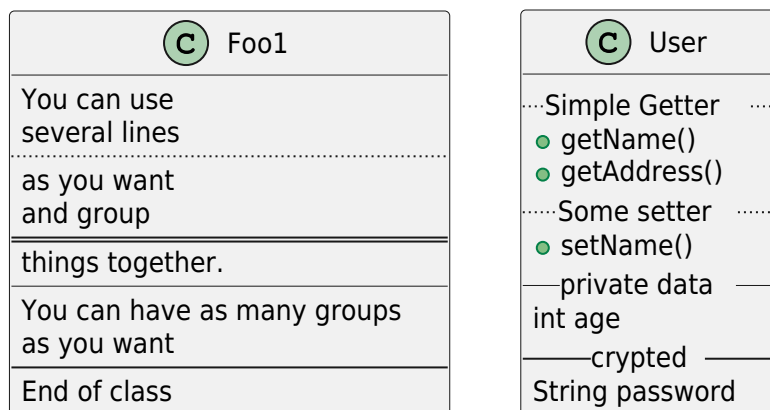 C Foo1
You can use
several lines
as you want
and group
things together.
You can have as many groups
as you want
End of class
C User
Simple Getter
getName()
getAddress()
Some setter
setName()
private data
int age
crypted
String password